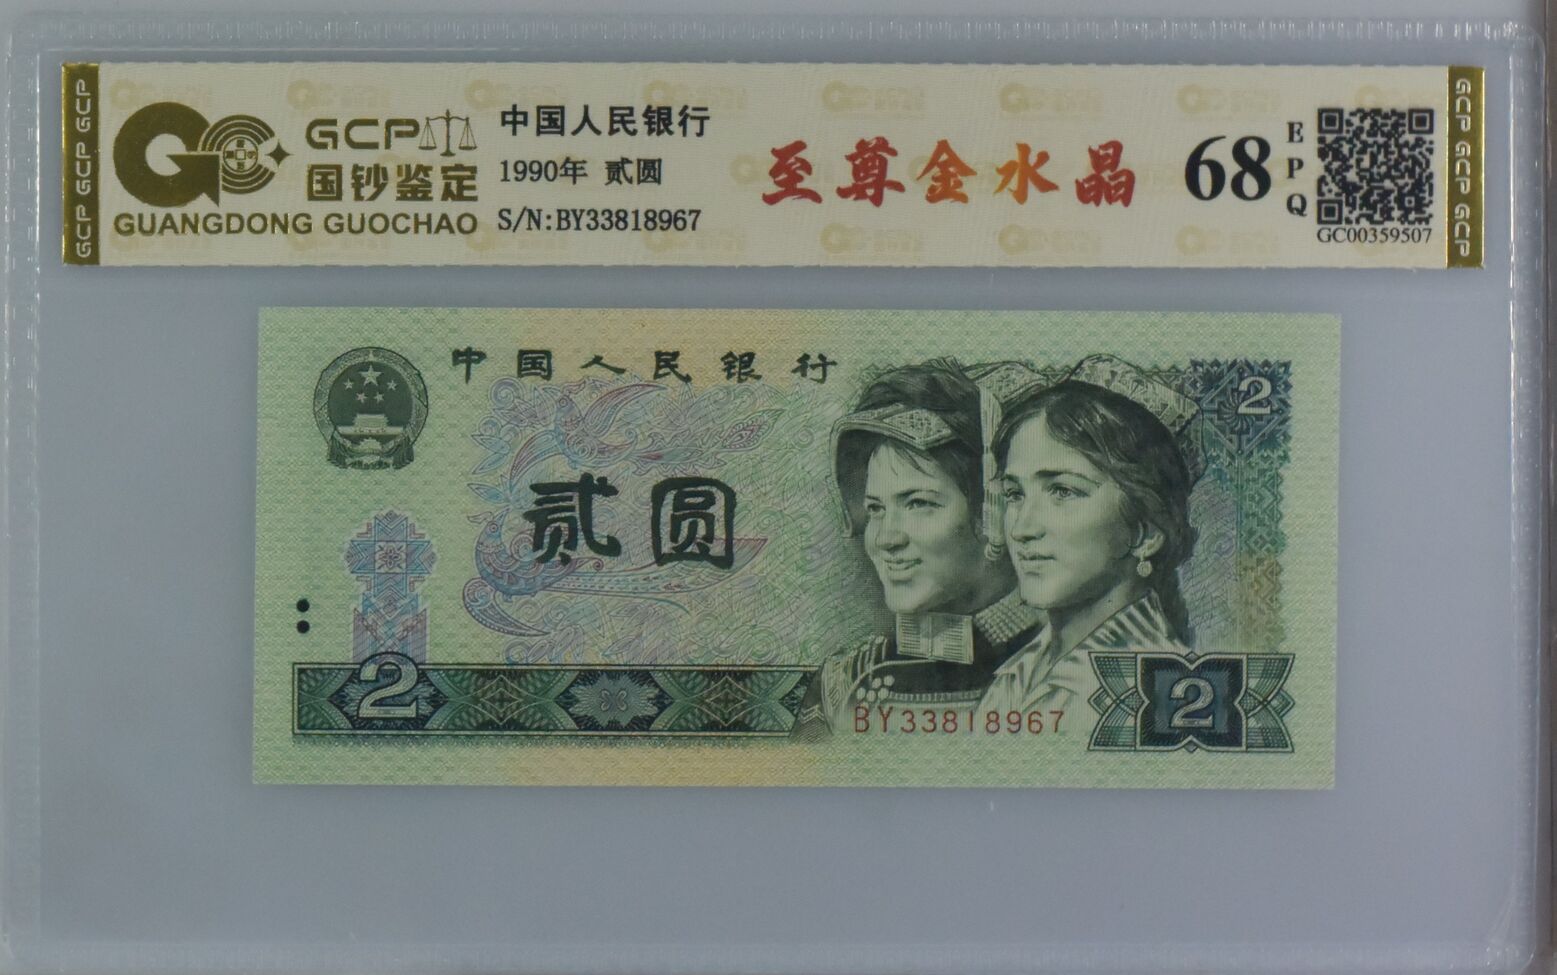 GCP GCP GCP
GCP
国钞鉴定
GUANGDONG GUOCHAO
中国人民银行
1990年 贰圆
S/N:BY33818967
至尊金水晶
68
EPQ
GC00359507
GCP GCP GCP
中国人民银行
2
贰圆
2
BY33818967
2